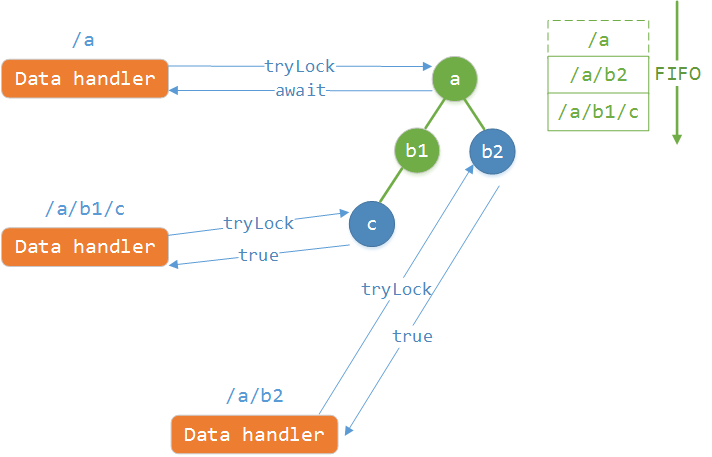 /a
Data handler
tryLock
await
a
b1
b2
c
/a
/a/b2
/a/b1/c
FIFO
/a/b1/c
Data handler
tryLock
true
tryLock
true
/a/b2
Data handler